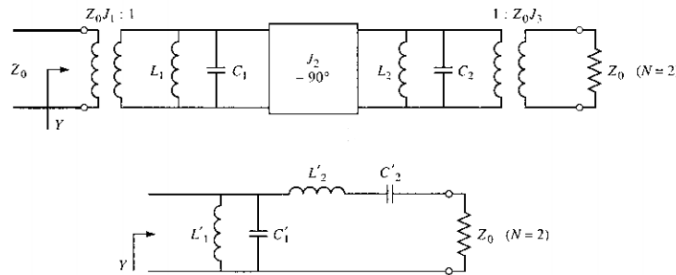 Z₀J₁ : 1
1 : Z₀J₃
Z₀
Y
L₁
C₁
J₂
− 90°
L₂
C₂
Z₀ (N = 2
L′₂
C′₂
L′₁
C′₁
Y
Z₀ (N = 2)